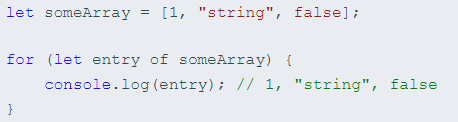 let someArray = [1, "string", false];
for (let entry of someArray) {
    console.log(entry); // 1, "string", false
}